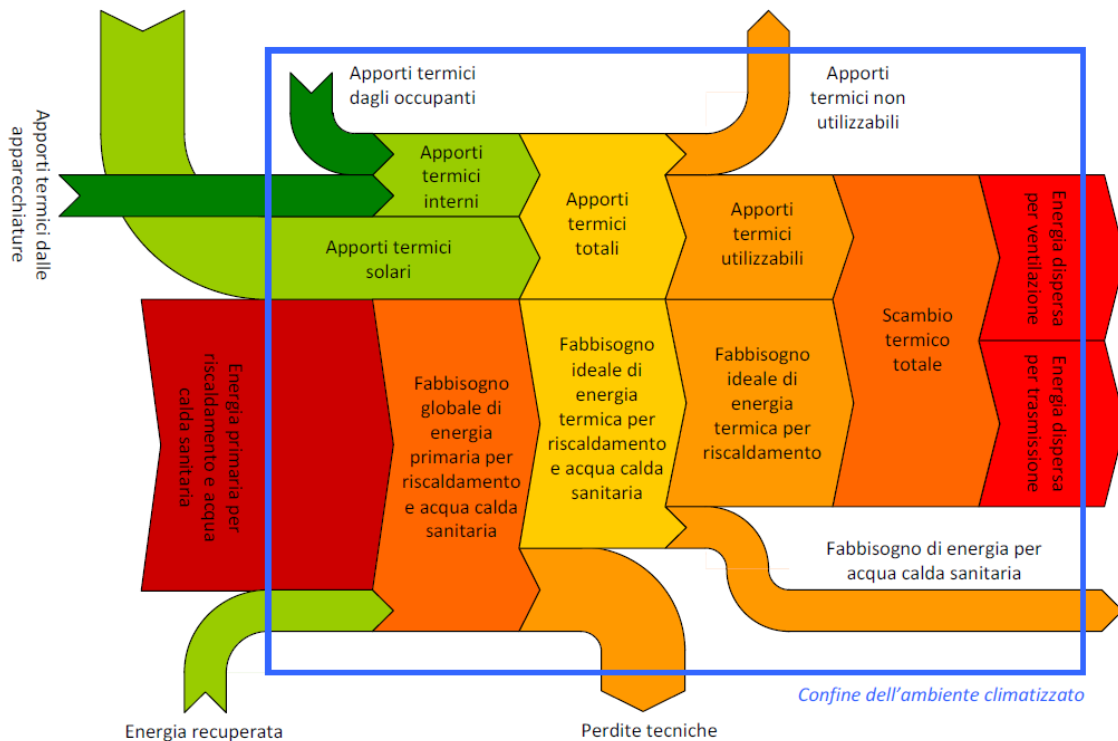 Apporti termici
dagli occupanti
Apporti
termici non
utilizzabili
Apporti termici dalle
apparecchiature
Apporti
termici
interni
Apporti
termici
totali
Apporti
termici
utilizzabili
Energia dispersa
per ventilazione
Apporti termici
solari
Scambio
termico
totale
Energia primaria per
riscaldamento e acqua
calda sanitaria
Fabbisogno
globale di
energia
primaria per
riscaldamento
e acqua calda
sanitaria
Fabbisogno
ideale di
energia
termica per
riscaldamento
e acqua calda
sanitaria
Fabbisogno
ideale di
energia
termica per
riscaldamento
Energia dispersa
per trasmissione
Fabbisogno di energia per
acqua calda sanitaria
Confine dell'ambiente climatizzato
Energia recuperata
Perdite tecniche